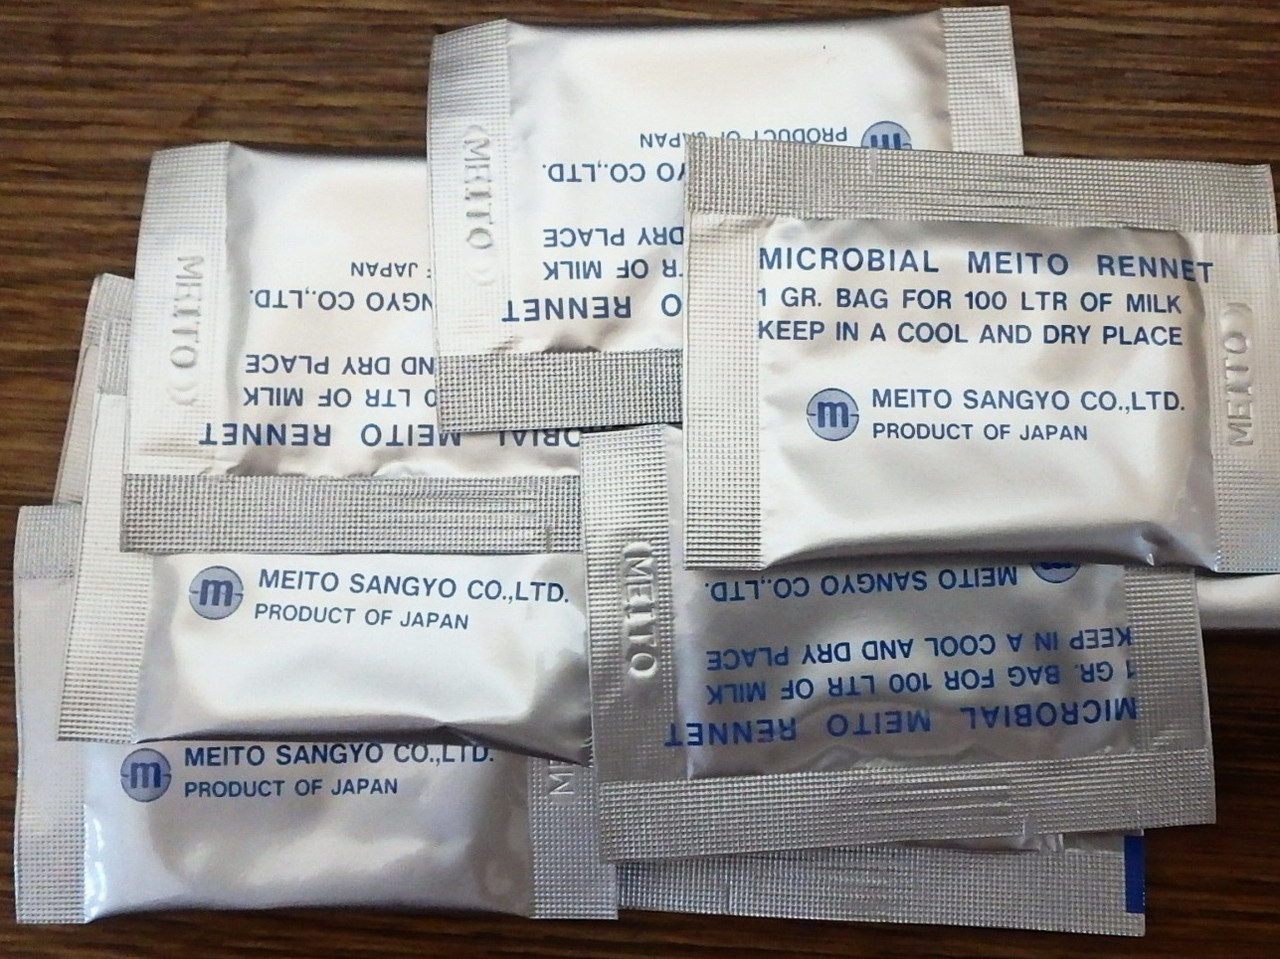 PRODUCT OF JAPAN
YO CO.,LTD.
DRY PLACE
R OF MILK
O RENNET
MEITO
JAPAN
NGYO CO.,LTD.
ND DRY PLACE
0 LTR OF MILK
OBIAL MEITO RENNET
MEITO
MICROBIAL MEITO RENNET
1 GR. BAG FOR 100 LTR OF MILK
KEEP IN A COOL AND DRY PLACE
m MEITO SANGYO CO.,LTD.
PRODUCT OF JAPAN
MEITO
m MEITO SANGYO CO.,LTD.
PRODUCT OF JAPAN
MEITO SANGYO CO.,LTD.
KEEP IN A COOL AND DRY PLACE
1 GR. BAG FOR 100 LTR OF MILK
MICROBIAL MEITO RENNET
MEITO
m MEITO SANGYO CO.,LTD.
PRODUCT OF JAPAN
ME